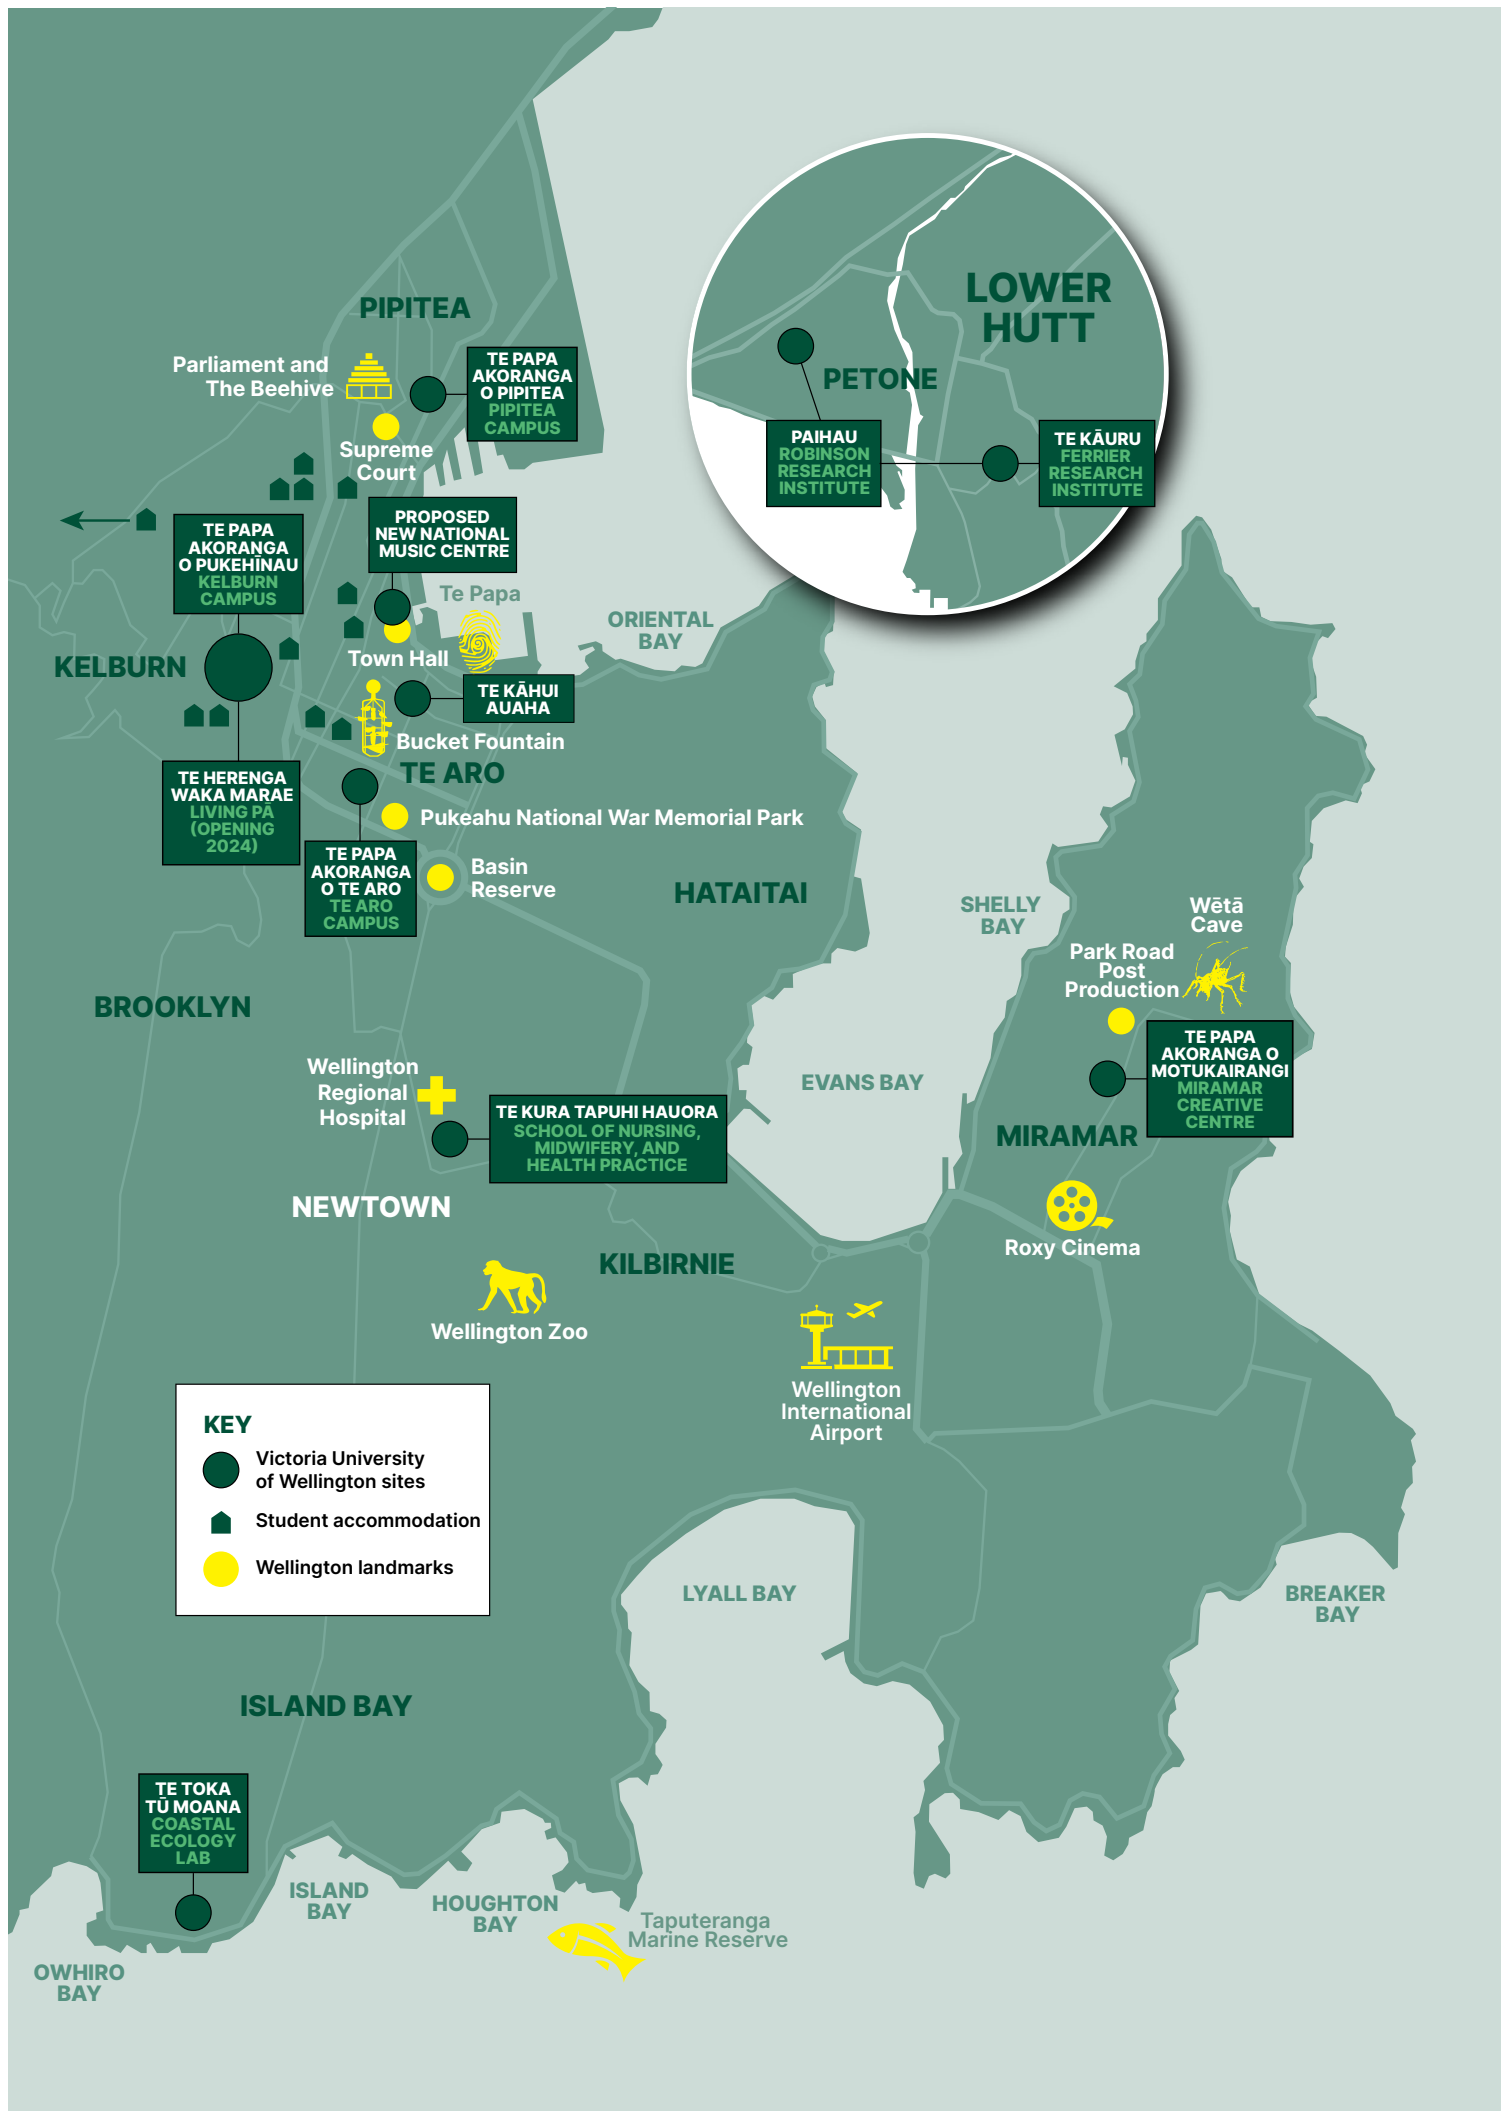 LOWER
HUTT
PETONE
PAIHAU
ROBINSON
RESEARCH
INSTITUTE
TE KĀURU
FERRIER
RESEARCH
INSTITUTE
PIPITEA
Parliament and
The Beehive
TE PAPA
AKORANGA
O PIPITEA
PIPITEA
CAMPUS
Supreme
Court
PROPOSED
NEW NATIONAL
MUSIC CENTRE
TE PAPA
AKORANGA
O PUKEHĪNAU
KELBURN
CAMPUS
Te Papa
ORIENTAL
BAY
KELBURN
Town Hall
TE KĀHUI
AUAHA
Bucket Fountain
TE ARO
TE HERENGA
WAKA MARAE
LIVING PĀ
(OPENING
2024)
Pukeahu National War Memorial Park
TE PAPA
AKORANGA
O TE ARO
TE ARO
CAMPUS
Basin
Reserve
HATAITAI
SHELLY
BAY
Wētā
Cave
Park Road
Post
Production
BROOKLYN
TE PAPA
AKORANGA O
MOTUKAIRANGI
MIRAMAR
CREATIVE
CENTRE
Wellington
Regional
Hospital
EVANS BAY
TE KURA TAPUHI HAUORA
SCHOOL OF NURSING,
MIDWIFERY, AND
HEALTH PRACTICE
MIRAMAR
NEWTOWN
Roxy Cinema
KILBIRNIE
Wellington Zoo
Wellington
International
Airport
KEY
Victoria University
of Wellington sites
Student accommodation
Wellington landmarks
LYALL BAY
BREAKER
BAY
ISLAND BAY
TE TOKA
TŪ MOANA
COASTAL
ECOLOGY
LAB
ISLAND
BAY
HOUGHTON
BAY
Taputeranga
Marine Reserve
OWHIRO
BAY